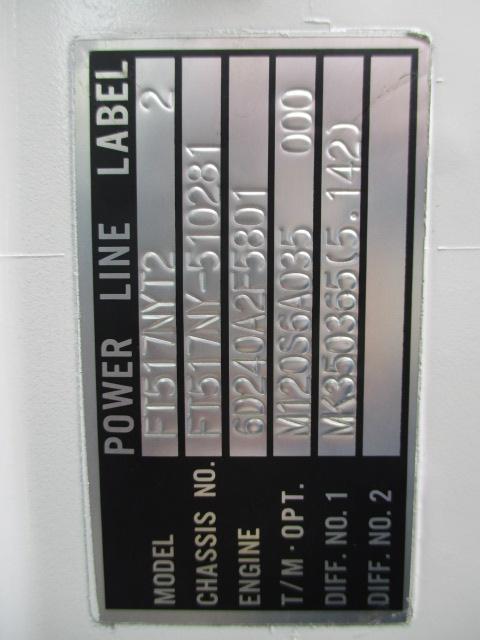 POWER LINE LABEL
MODEL FT517NYT2 2
CHASSIS NO. FT517NY-510281
ENGINE 6D240A2F5801
T/M·OPT. M120S6A035 000
DIFF. NO. 1 MK350365(5.142)
DIFF. NO. 2